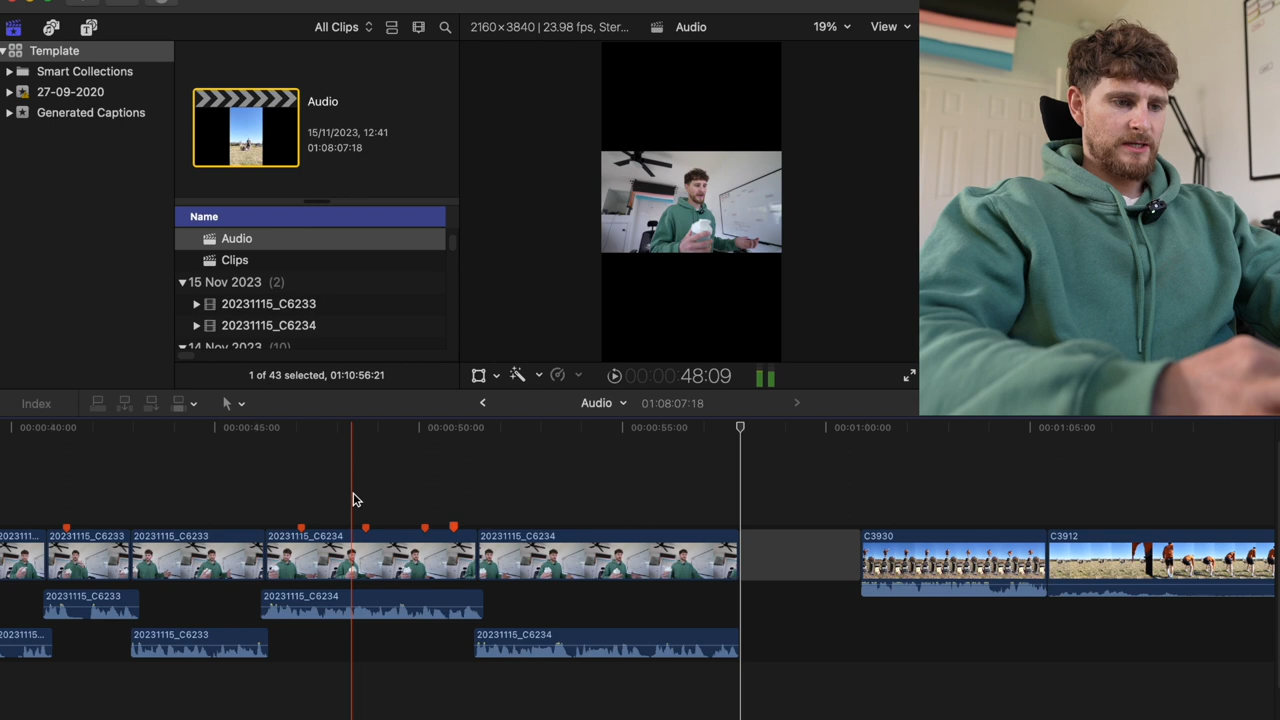 All Clips
2160×3840 | 23.98 fps, Ster...
Audio
19%
View
Template
Smart Collections
27-09-2020
Generated Captions
Audio
15/11/2023, 12:41
01:08:07:18
Name
Audio
Clips
15 Nov 2023 (2)
20231115_C6233
20231115_C6234
14 Nov 2023 (10)
1 of 43 selected, 01:10:56:21
00:00:48:09
Index
Audio
01:08:07:18
00:00:40:00
00:00:45:00
00:00:50:00
00:00:55:00
00:01:00:00
00:01:05:00
2023111...
20231115_C6233
20231115_C6233
20231115_C6234
20231115_C6234
C3930
C3912
20231115_C6233
20231115_C6234
20231115...
20231115_C6233
20231115_C6234